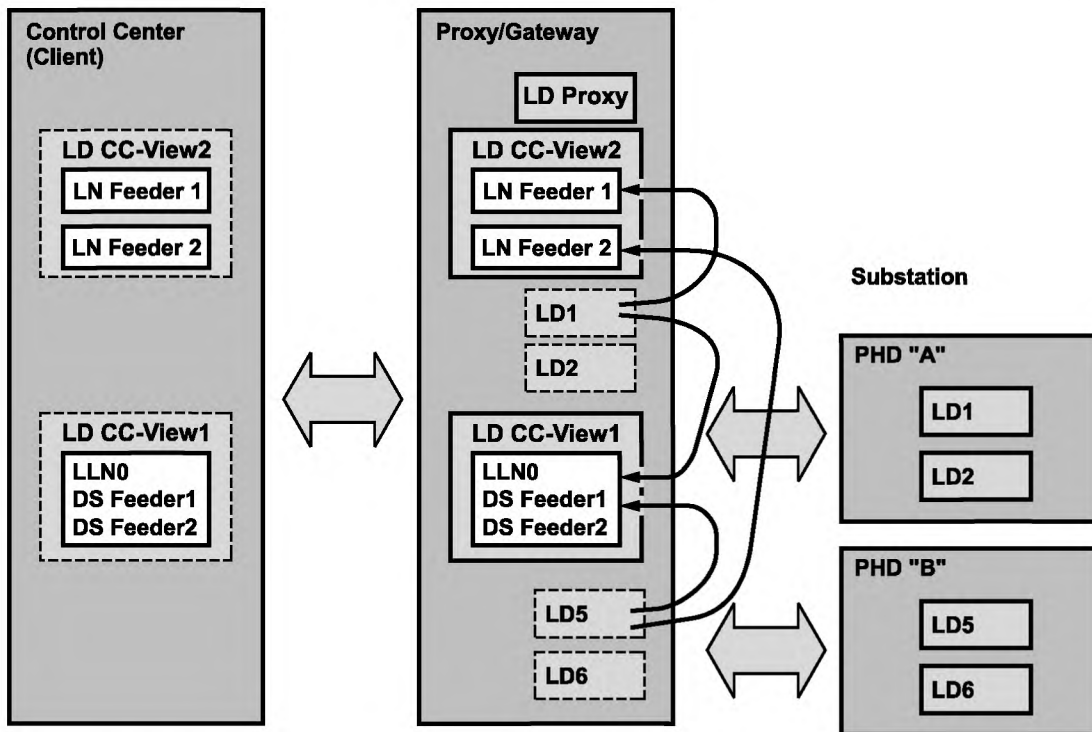 Control Center
(Client)
LD CC-View2
LN Feeder 1
LN Feeder 2
LD CC-View1
LLN0
DS Feeder1
DS Feeder2
Proxy/Gateway
LD Proxy
LD CC-View2
LN Feeder 1
LN Feeder 2
LD1
LD2
LD CC-View1
LLN0
DS Feeder1
DS Feeder2
LD5
LD6
Substation
PHD "A"
LD1
LD2
PHD "B"
LD5
LD6